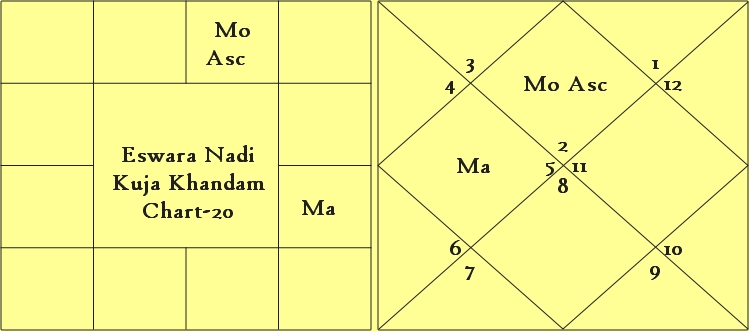 Mo
Asc
Eswara Nadi
Kuja Khandam
Chart-20
Ma
3
1
4
Mo Asc
12
2
Ma
5
11
8
6
10
7
9